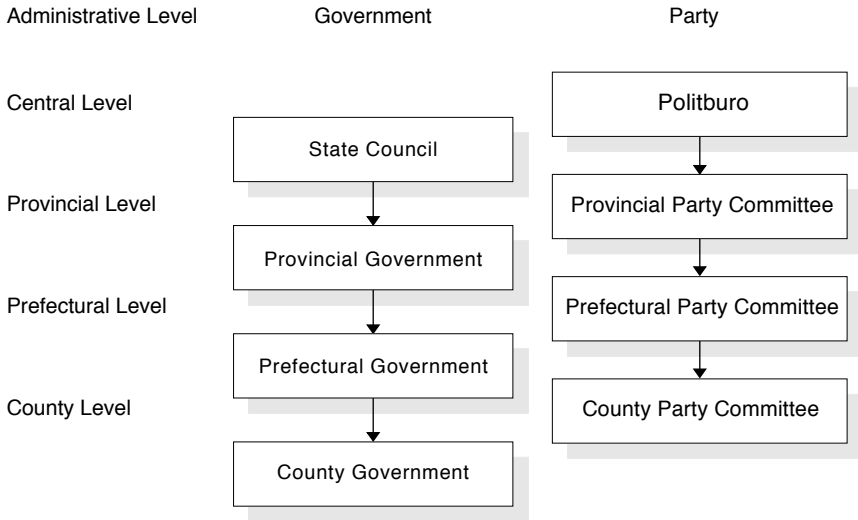 Administrative Level Government Party
Central Level
Politburo
State Council
Provincial Level
Provincial Party Committee
Provincial Government
Prefectural Level
Prefectural Party Committee
Prefectural Government
County Level
County Party Committee
County Government